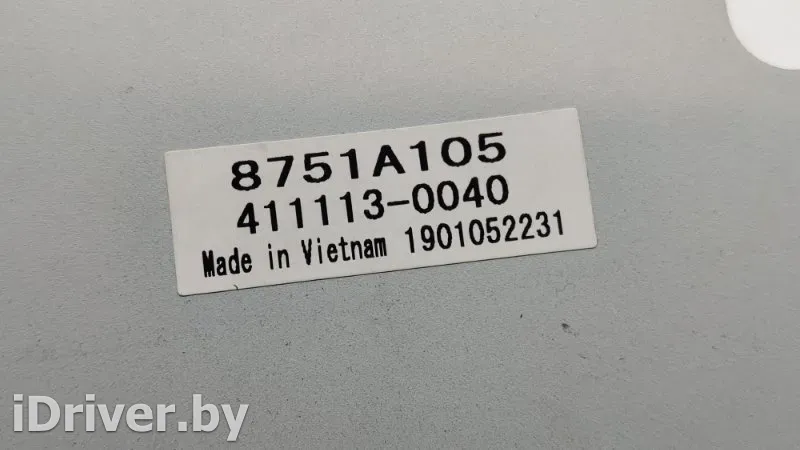 8751A105
411113-0040
Made in Vietnam 1901052231
iDriver.by